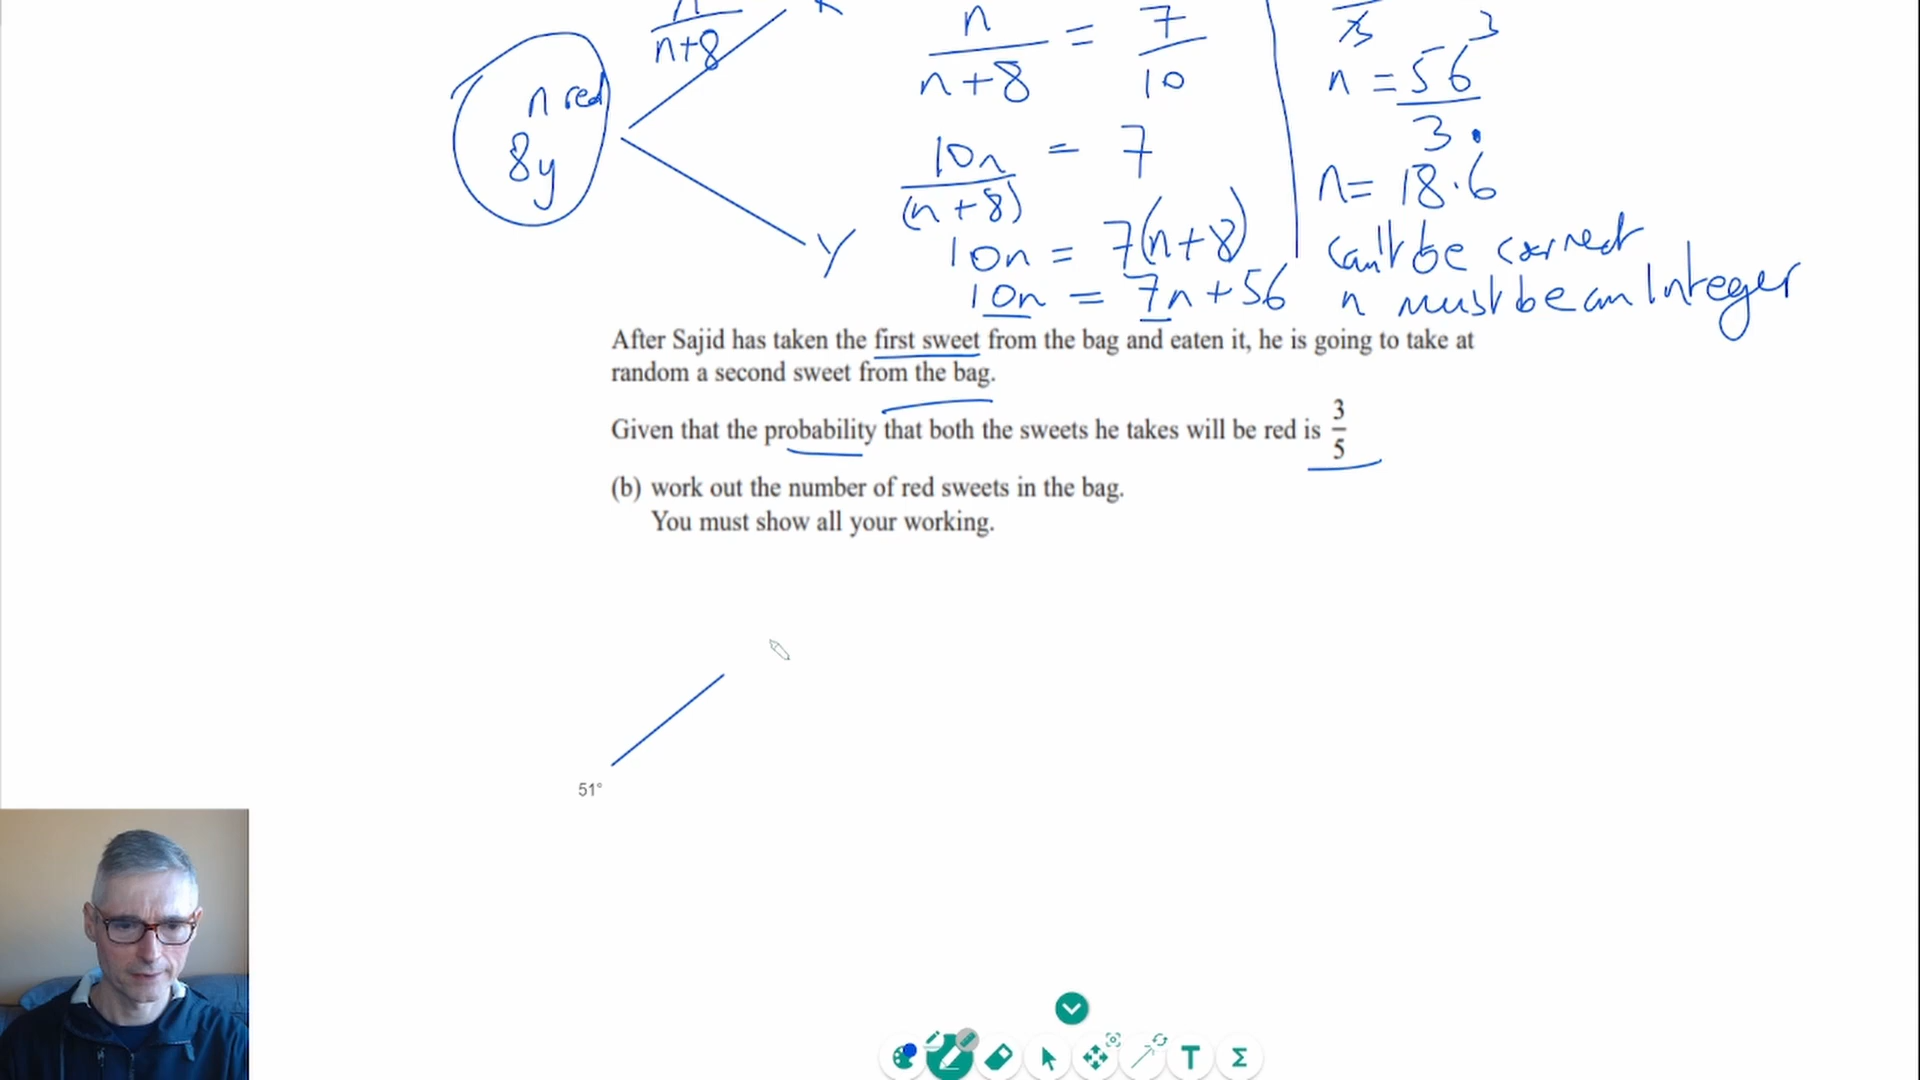 n
n+8
R
n red
8y
Y
n / n+8 = 7 / 10
10n / (n+8) = 7
10n = 7(n+8)
10n = 7n+56
3 3
n = 56 / 3
n = 18.6̇
can't be correct
n must be an Integer
After Sajid has taken the first sweet from the bag and eaten it, he is going to take at
random a second sweet from the bag.
Given that the probability that both the sweets he takes will be red is 3/5
(b) work out the number of red sweets in the bag.
You must show all your working.
51°
T Σ